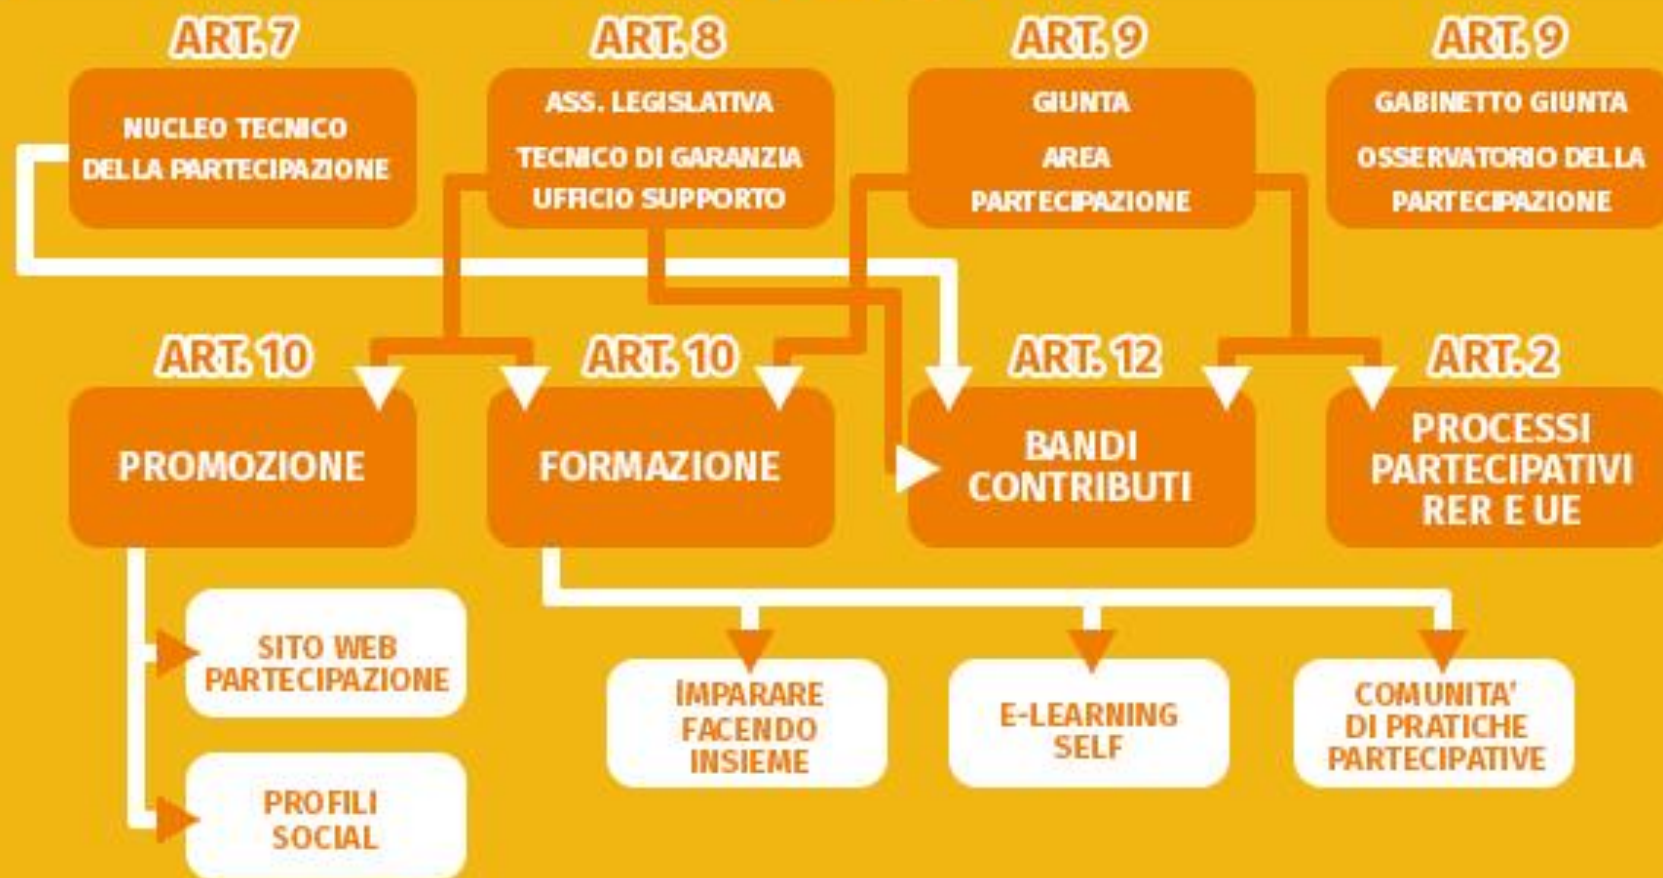 ART. 7
NUCLEO TECNICO
DELLA PARTECIPAZIONE
ART. 8
ASS. LEGISLATIVA
TECNICO DI GARANZIA
UFFICIO SUPPORTO
ART. 9
GIUNTA
AREA
PARTECIPAZIONE
ART. 9
GABINETTO GIUNTA
OSSERVATORIO DELLA
PARTECIPAZIONE
ART. 10
PROMOZIONE
ART. 10
FORMAZIONE
ART. 12
BANDI
CONTRIBUTI
ART. 2
PROCESSI
PARTECIPATIVI
RER E UE
SITO WEB
PARTECIPAZIONE
PROFILI
SOCIAL
IMPARARE
FACENDO
INSIEME
E-LEARNING
SELF
COMUNITA'
DI PRATICHE
PARTECIPATIVE